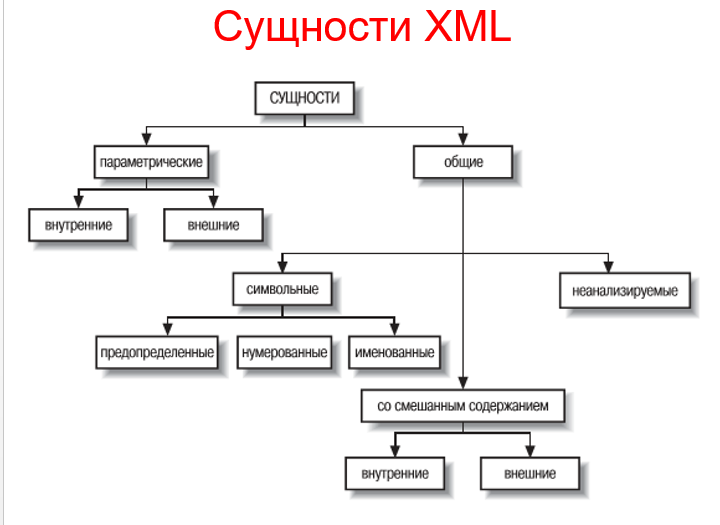 Сущности XML
СУЩНОСТИ
параметрические
общие
внутренние
внешние
символьные
неанализируемые
предопределенные
нумерованные
именованные
со смешанным содержанием
внутренние
внешние